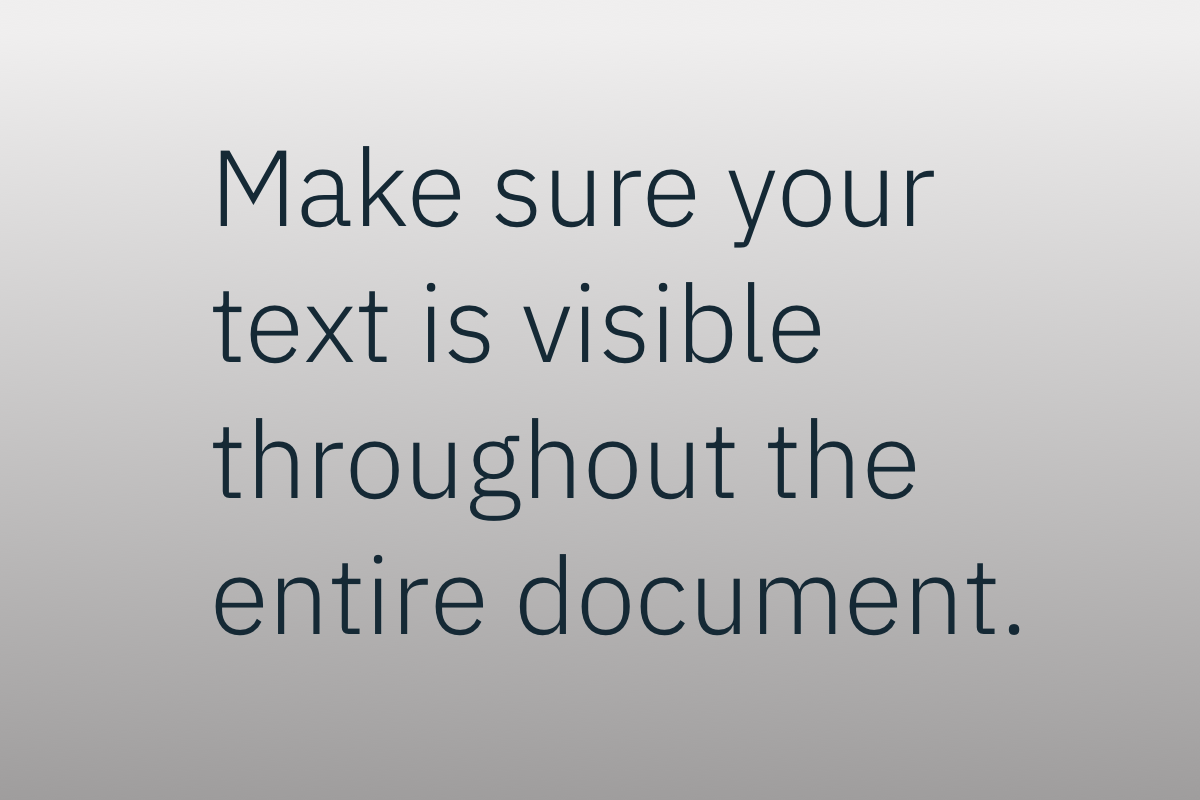 Make sure your
text is visible
throughout the
entire document.